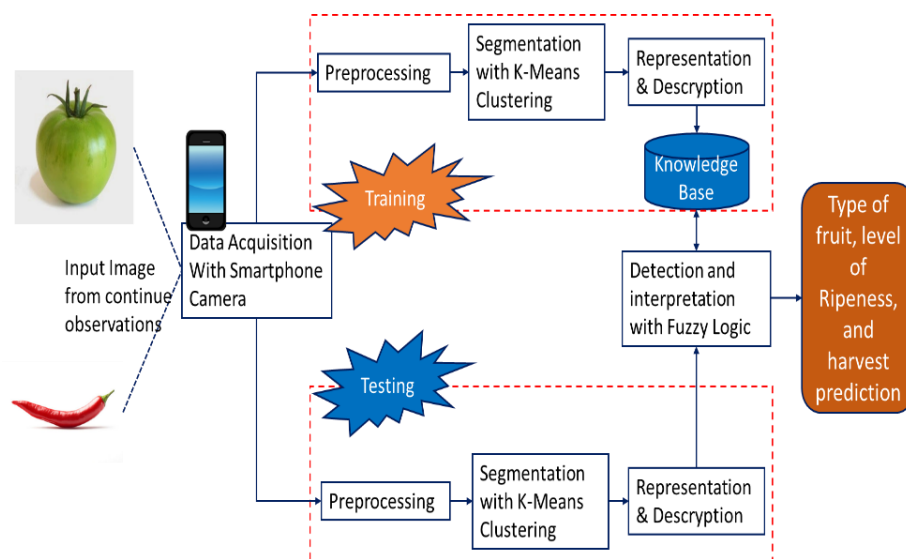 Preprocessing
Segmentation
with K-Means
Clustering
Representation
& Descryption
Training
Knowledge
Base
Input Image
from continue
observations
Data Acquisition
With Smartphone
Camera
Detection and
interpretation
with Fuzzy Logic
Type of
fruit, level
of
Ripeness,
and
harvest
prediction
Testing
Preprocessing
Segmentation
with K-Means
Clustering
Representation
& Descryption